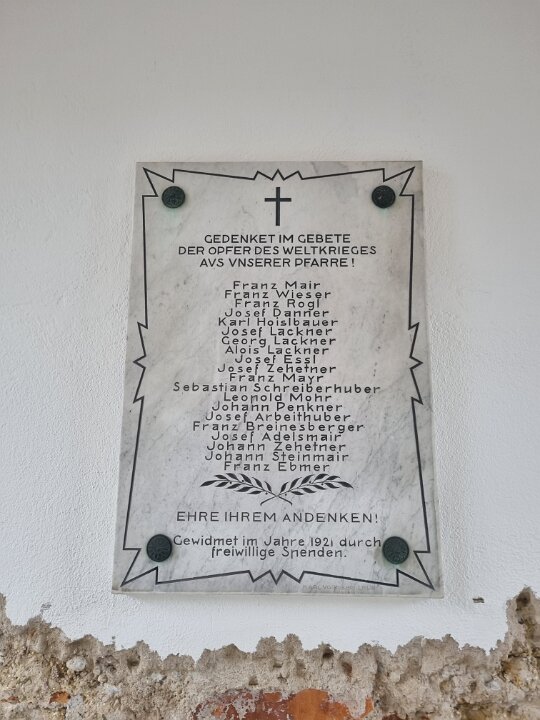 GEDENKET IM GEBETE
DER OPFER DES WELTKRIEGES
AVS VNSERER PFARRE!
Franz Mair
Franz Wieser
Franz Rogl
Josef Danner
Karl Hoislbauer
Josef Lackner
Georg Lackner
Alois Lackner
Josef Essl
Josef Zehetner
Franz Mayr
Sebastian Schreiberhuber
Leopold Mohr
Johann Penkner
Josef Arbeithuber
Franz Breinesberger
Josef Adelsmair
Johann Zehetner
Johann Steinmair
Franz Ebmer
EHRE IHREM ANDENKEN!
Gewidmet im Jahre 1921 durch
freiwillige Spenden.